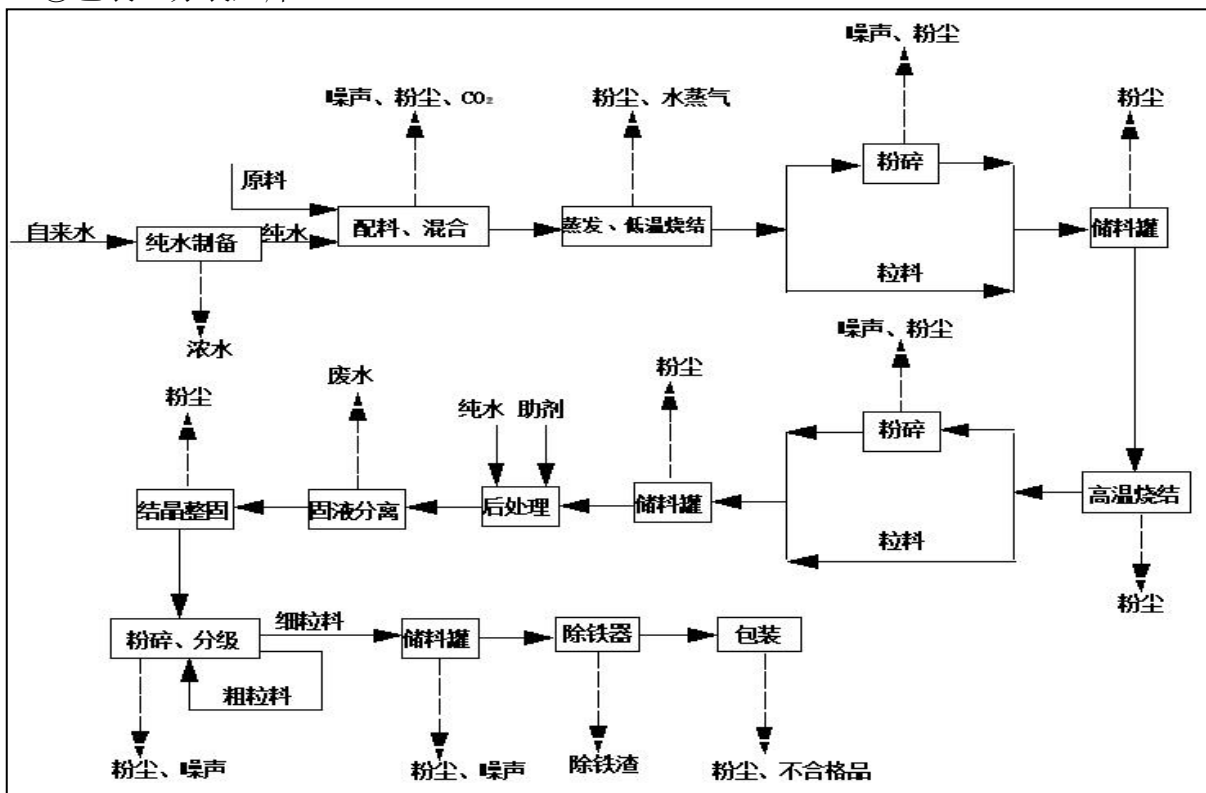 噪声、粉尘
噪声、粉尘、CO₂
粉尘、水蒸气
粉尘
原料
粉碎
自来水
纯水制备
纯水
配料、混合
蒸发、低温烧结
储料罐
粒料
浓水
噪声、粉尘
废水
粉尘
粉尘
纯水 助剂
粉碎
结晶整固
固液分离
后处理
储料罐
高温烧结
粒料
粉尘
细粒料
粉碎、分级
储料罐
除铁器
包装
粗粒料
粉尘、噪声
粉尘、噪声
除铁渣
粉尘、不合格品